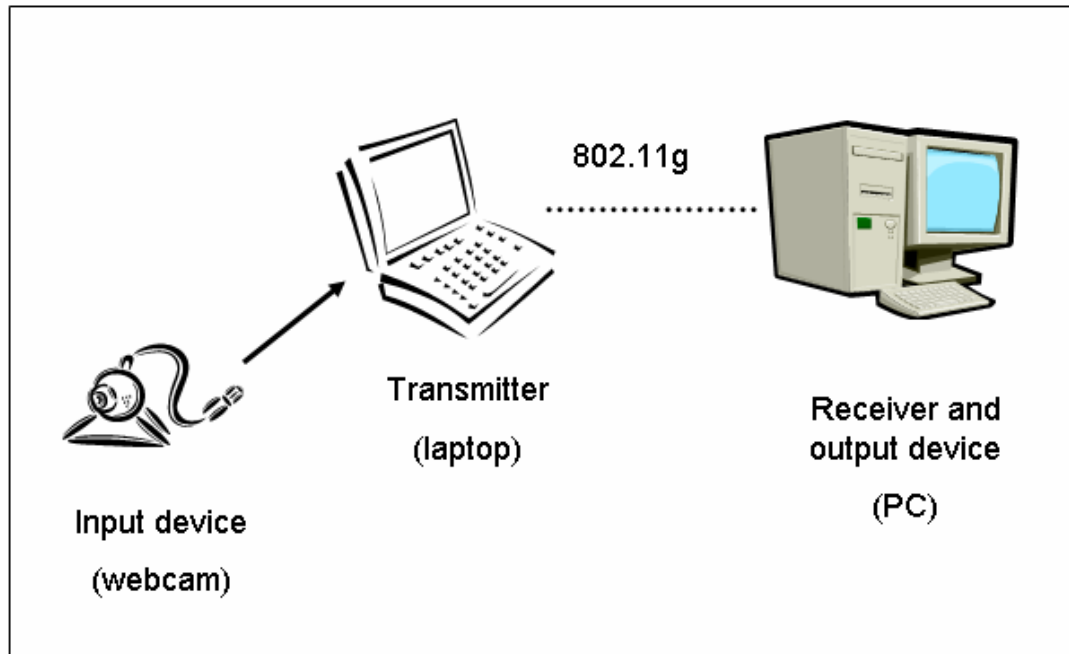 802.11g
Transmitter
(laptop)
Receiver and
output device
(PC)
Input device
(webcam)